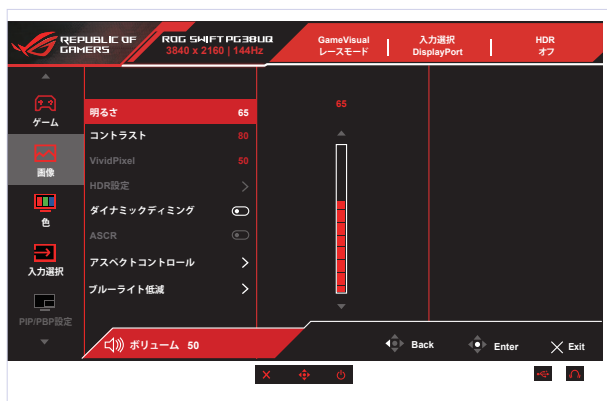 REPUBLIC OF
GAMERS
ROG SWIFT PG38UQ
3840 x 2160 | 144Hz
GameVisual
レースモード
入力選択
DisplayPort
HDR
オフ
ゲーム
画像
色
入力選択
PIP/PBP設定
明るさ 65
コントラスト 80
VividPixel 50
HDR設定
ダイナミックディミング
ASCR
アスペクトコントロール
ブルーライト低減
65
ボリューム 50
Back
Enter
Exit